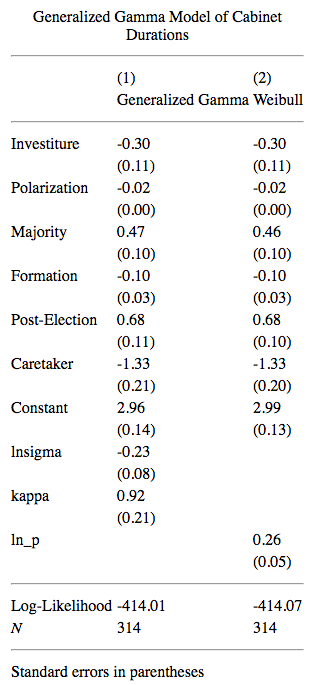 Generalized Gamma Model of Cabinet
Durations
(1) (2)
Generalized Gamma Weibull
Investiture -0.30 -0.30
(0.11) (0.11)
Polarization -0.02 -0.02
(0.00) (0.00)
Majority 0.47 0.46
(0.10) (0.10)
Formation -0.10 -0.10
(0.03) (0.03)
Post-Election 0.68 0.68
(0.11) (0.10)
Caretaker -1.33 -1.33
(0.21) (0.20)
Constant 2.96 2.99
(0.14) (0.13)
lnsigma -0.23
(0.08)
kappa 0.92
(0.21)
ln_p 0.26
(0.05)
Log-Likelihood -414.01 -414.07
N 314 314
Standard errors in parentheses